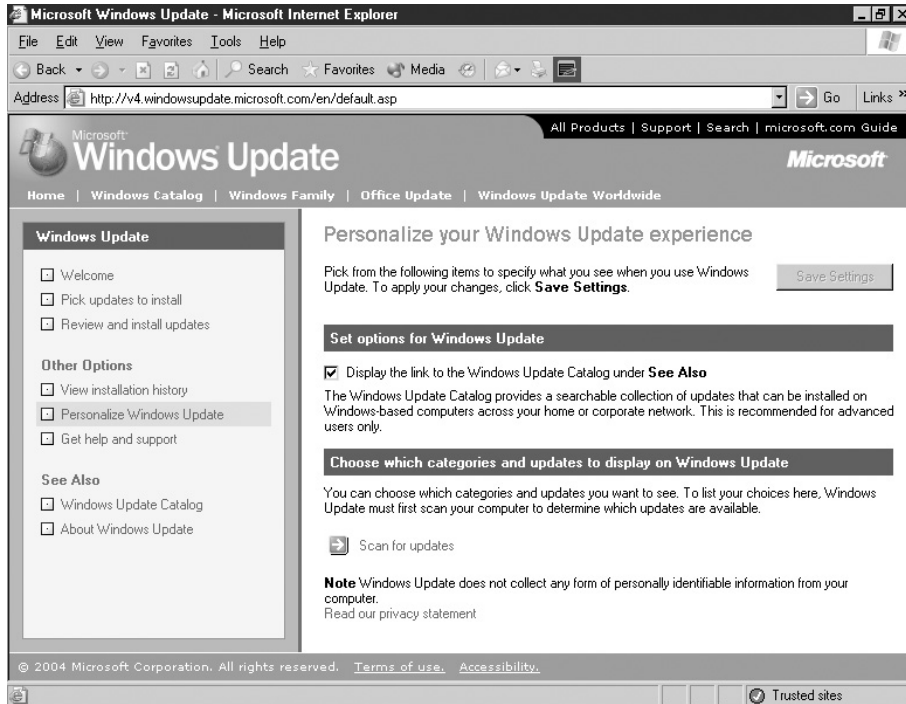 Microsoft Windows Update - Microsoft Internet Explorer
File Edit View Favorites Tools Help
Back Search Favorites Media
Address http://v4.windowsupdate.microsoft.com/en/default.asp Go Links »
All Products | Support | Search | microsoft.com Guide
Microsoft
Windows Update
Microsoft
Home | Windows Catalog | Windows Family | Office Update | Windows Update Worldwide
Windows Update
Welcome
Pick updates to install
Review and install updates
Other Options
View installation history
Personalize Windows Update
Get help and support
See Also
Windows Update Catalog
About Windows Update
Personalize your Windows Update experience
Pick from the following items to specify what you see when you use Windows
Update. To apply your changes, click Save Settings.
Save Settings
Set options for Windows Update
Display the link to the Windows Update Catalog under See Also
The Windows Update Catalog provides a searchable collection of updates that can be installed on
Windows-based computers across your home or corporate network. This is recommended for advanced
users only.
Choose which categories and updates to display on Windows Update
You can choose which categories and updates you want to see. To list your choices here, Windows
Update must first scan your computer to determine which updates are available.
Scan for updates
Note Windows Update does not collect any form of personally identifiable information from your
computer.
Read our privacy statement
© 2004 Microsoft Corporation. All rights reserved. Terms of use. Accessibility.
Trusted sites